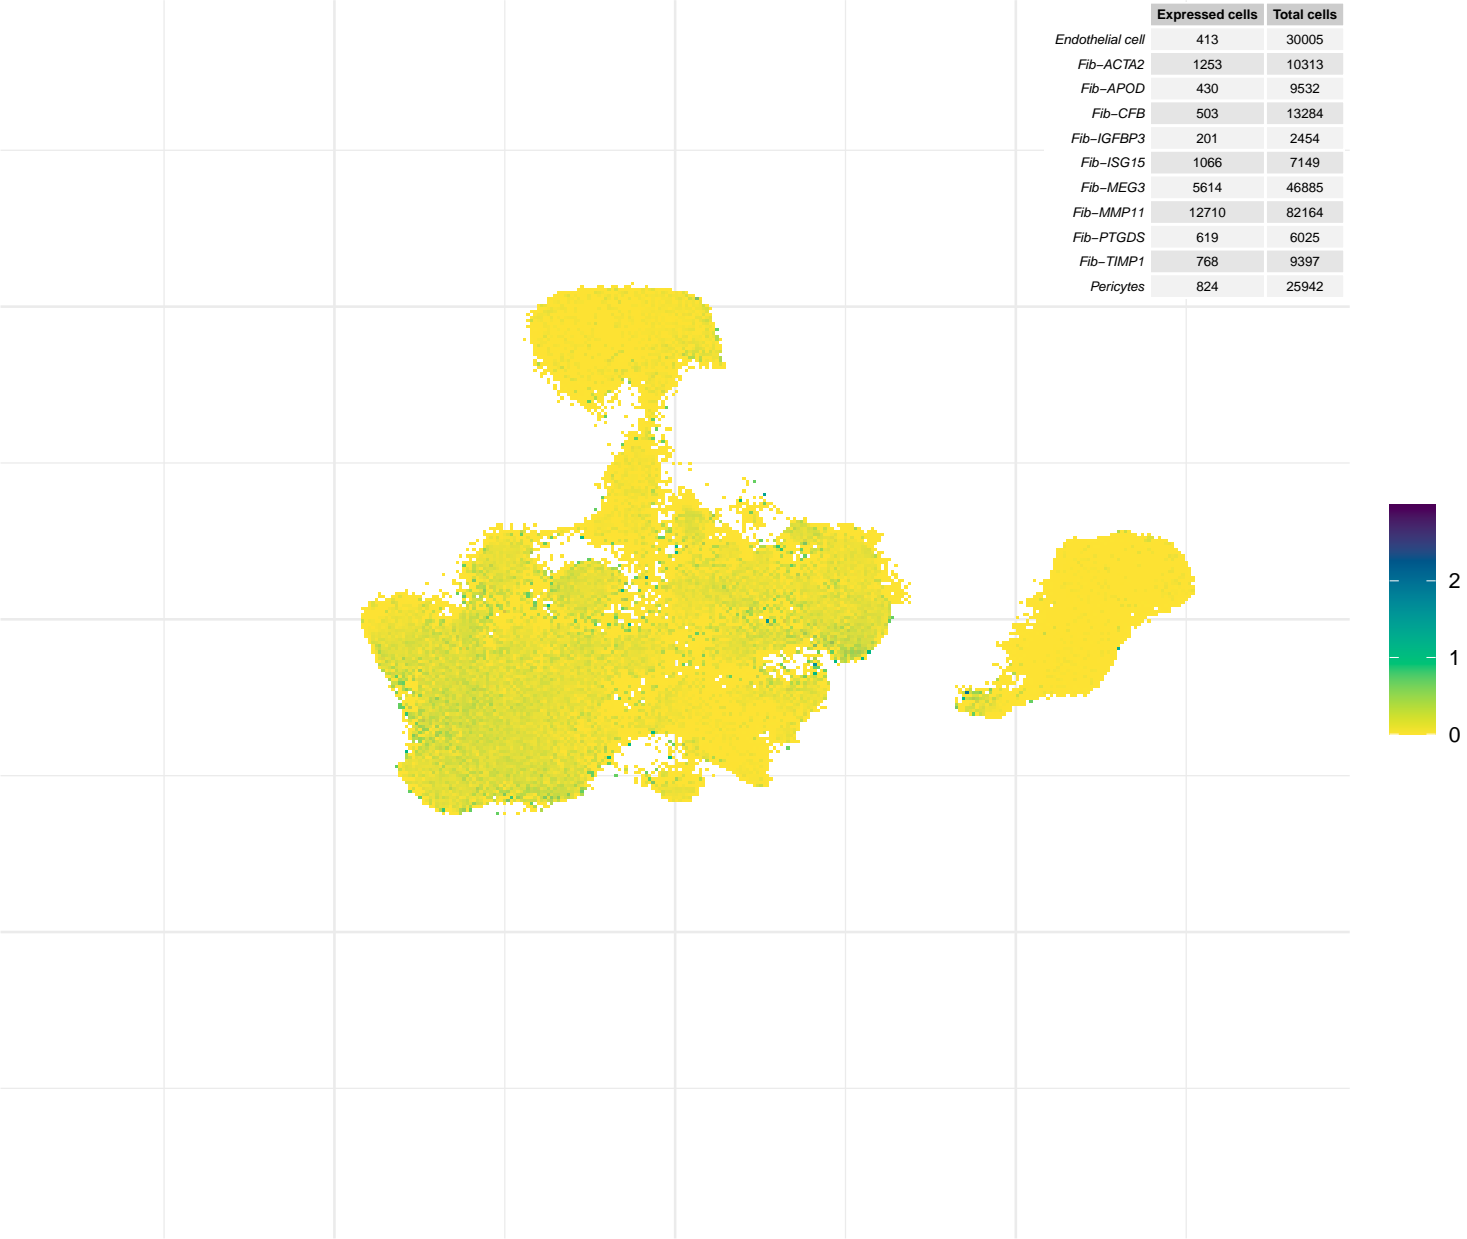 Expressed cells Total cells
Endothelial cell 413 30005
Fib−ACTA2 1253 10313
Fib−APOD 430 9532
Fib−CFB 503 13284
Fib−IGFBP3 201 2454
Fib−ISG15 1066 7149
Fib−MEG3 5614 46885
Fib−MMP11 12710 82164
Fib−PTGDS 619 6025
Fib−TIMP1 768 9397
Pericytes 824 25942
2
1
0